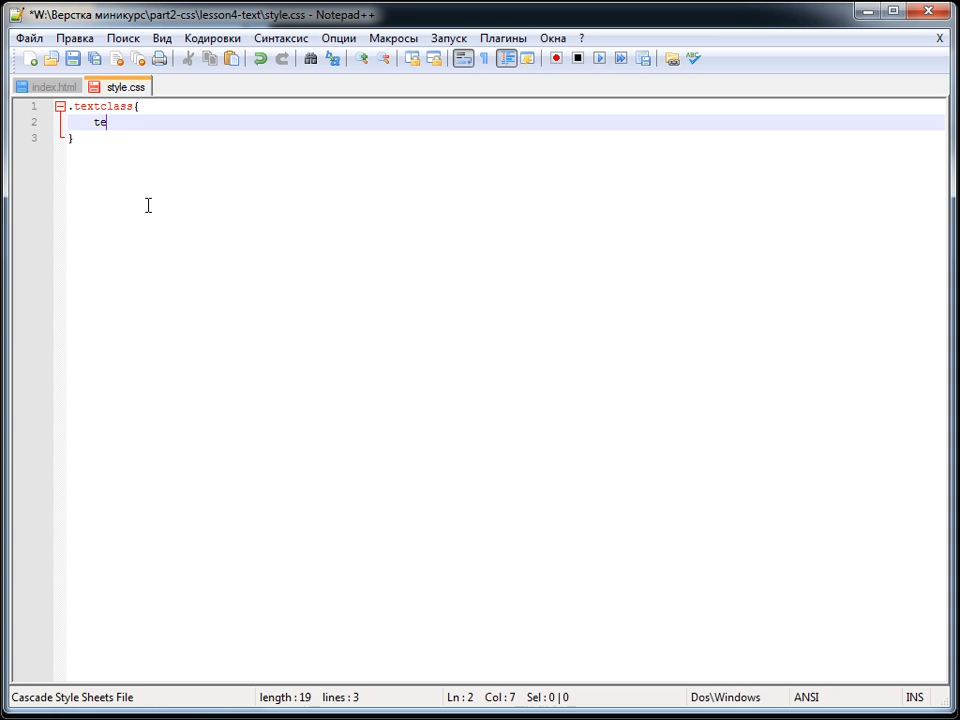 *W:\Верстка миникурс\part2-css\lesson4-text\style.css - Notepad++
Файл Правка Поиск Вид Кодировки Синтаксис Опции Макросы Запуск Плагины Окна ? X
index.html style.css
1 .textclass{
2 te
3 }
Cascade Style Sheets File length : 19 lines : 3 Ln : 2 Col : 7 Sel : 0 | 0 Dos\Windows ANSI INS